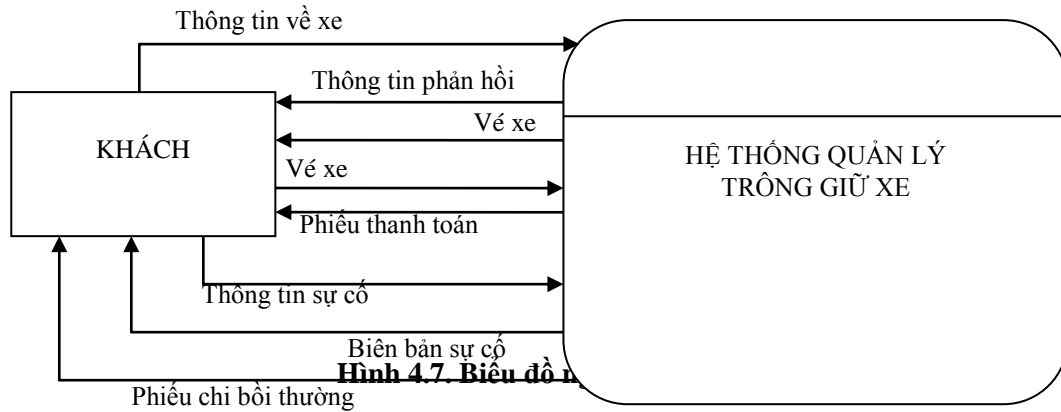 Thông tin về xe
Thông tin phản hồi
Vé xe
KHÁCH
HỆ THỐNG QUẢN LÝ
TRÔNG GIỮ XE
Vé xe
Phiếu thanh toán
Thông tin sự cố
Biên bản sự cố
Hình 4.7. Biểu đồ
Phiếu chi bồi thường